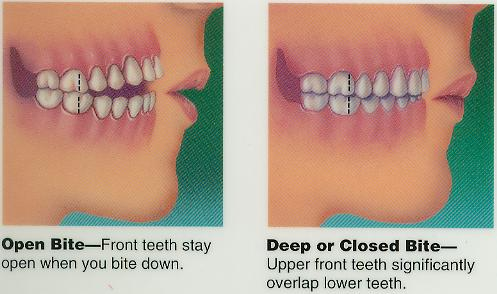 Open Bite—Front teeth stay
open when you bite down.
Deep or Closed Bite—
Upper front teeth significantly
overlap lower teeth.